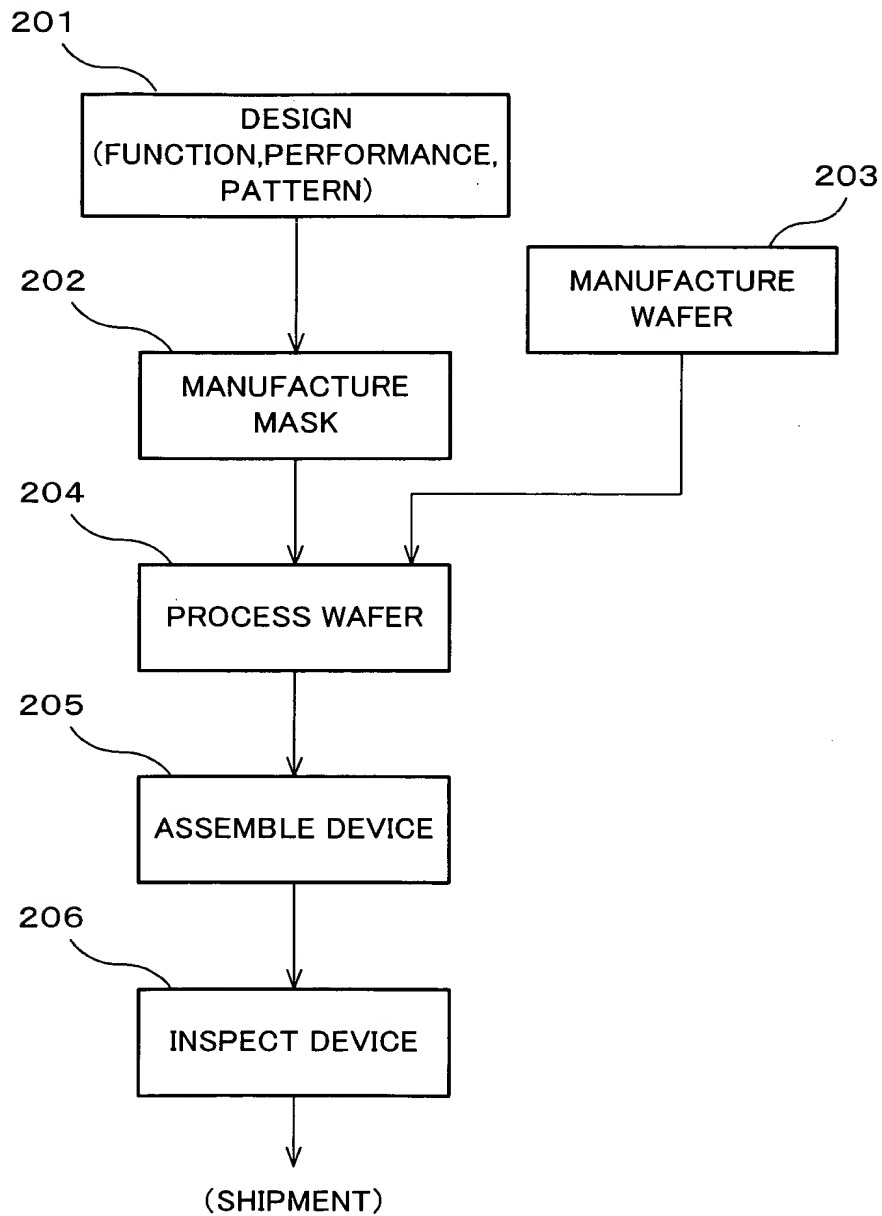 201
DESIGN
(FUNCTION,PERFORMANCE,
PATTERN)
203
MANUFACTURE
WAFER
202
MANUFACTURE
MASK
204
PROCESS WAFER
205
ASSEMBLE DEVICE
206
INSPECT DEVICE
(SHIPMENT)